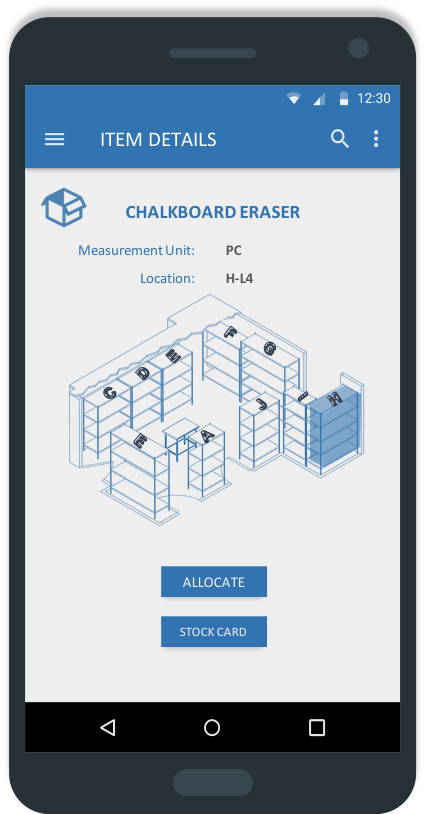 12:30
ITEM DETAILS
CHALKBOARD ERASER
Measurement Unit: PC
Location: H-L4
F
G
E
D
C
J
I
H
A
E
ALLOCATE
STOCK CARD